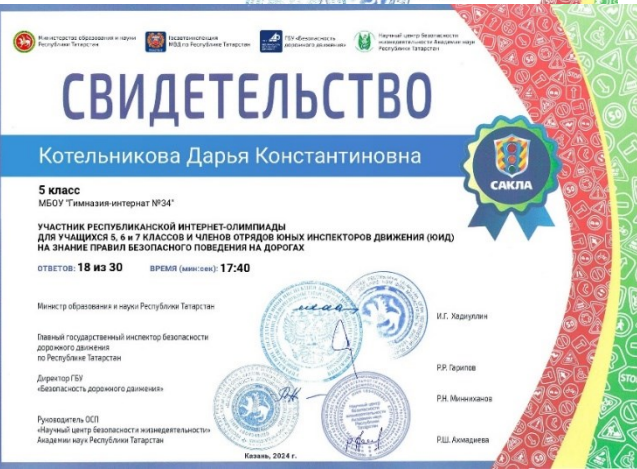 Министерство образования и науки
Республики Татарстан
Госавтоинспекция
МВД по Республике Татарстан
ГБУ «Безопасность
дорожного движения»
Научный центр безопасности
жизнедеятельности Академии наук
Республики Татарстан
СВИДЕТЕЛЬСТВО
Котельникова Дарья Константиновна
5 класс
МБОУ "Гимназия-интернат №34"
САКЛА
УЧАСТНИК РЕСПУБЛИКАНСКОЙ ИНТЕРНЕТ-ОЛИМПИАДЫ
ДЛЯ УЧАЩИХСЯ 5, 6 и 7 КЛАССОВ И ЧЛЕНОВ ОТРЯДОВ ЮНЫХ ИНСПЕКТОРОВ ДВИЖЕНИЯ (ЮИД)
НА ЗНАНИЕ ПРАВИЛ БЕЗОПАСНОГО ПОВЕДЕНИЯ НА ДОРОГАХ
ОТВЕТОВ: 18 из 30 ВРЕМЯ (мин:сек): 17:40
Министр образования и науки Республики Татарстан
И.Г. Хадиуллин
Главный государственный инспектор безопасности
дорожного движения
по Республике Татарстан
Р.Р. Гарипов
Директор ГБУ
«Безопасность дорожного движения»
Р.Н. Минниханов
Руководитель ОСП
«Научный центр безопасности жизнедеятельности»
Академии наук Республики Татарстан
Р.Ш. Ахмадиева
Научный центр
безопасности
жизнедеятельности
Казань, 2024 г.
STOP